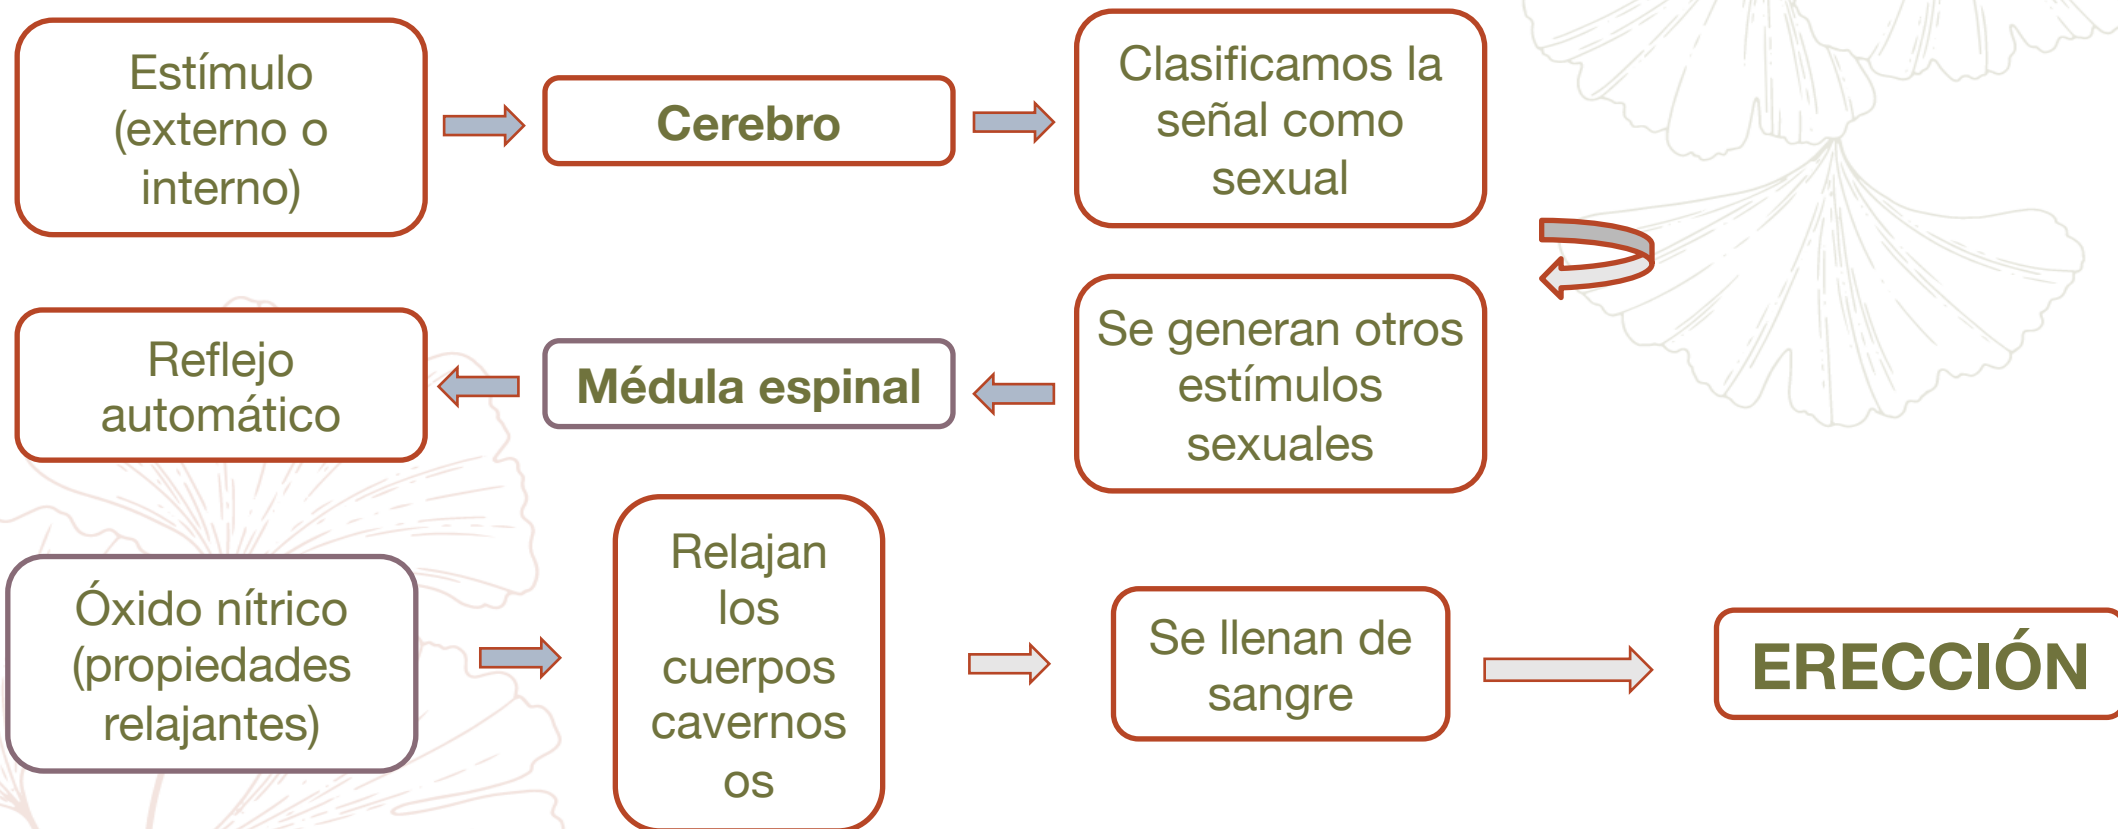 Estímulo
(externo o
interno)
Cerebro
Clasificamos la
señal como
sexual
Reflejo
automático
Médula espinal
Se generan otros
estímulos
sexuales
Óxido nítrico
(propiedades
relajantes)
Relajan
los
cuerpos
cavernos
os
Se llenan de
sangre
ERECCIÓN